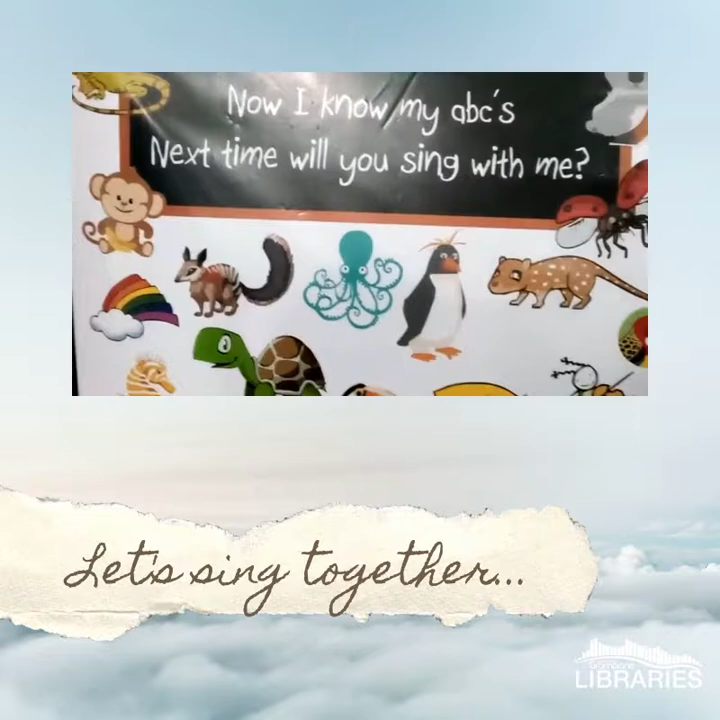 Now I know my abc's
Next time will you sing with me?
Let's sing together...
LIBRARIES